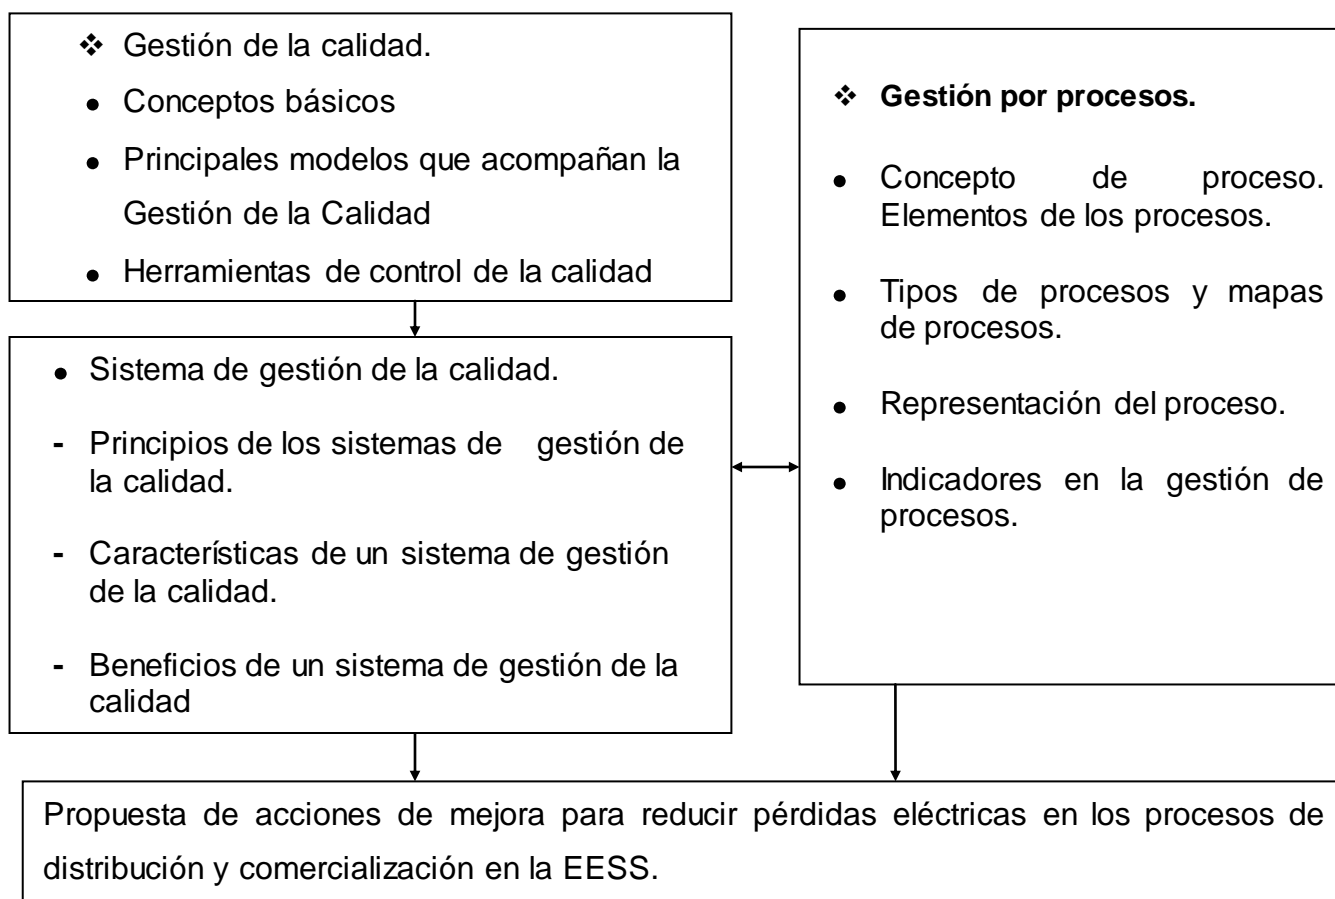 ❖ Gestión de la calidad.
● Conceptos básicos
● Principales modelos que acompañan la
Gestión de la Calidad
● Herramientas de control de la calidad
● Sistema de gestión de la calidad.
- Principios de los sistemas de gestión de
la calidad.
- Características de un sistema de gestión
de la calidad.
- Beneficios de un sistema de gestión de la
calidad
❖ Gestión por procesos.
● Concepto de proceso.
Elementos de los procesos.
● Tipos de procesos y mapas
de procesos.
● Representación del proceso.
● Indicadores en la gestión de
procesos.
Propuesta de acciones de mejora para reducir pérdidas eléctricas en los procesos de
distribución y comercialización en la EESS.